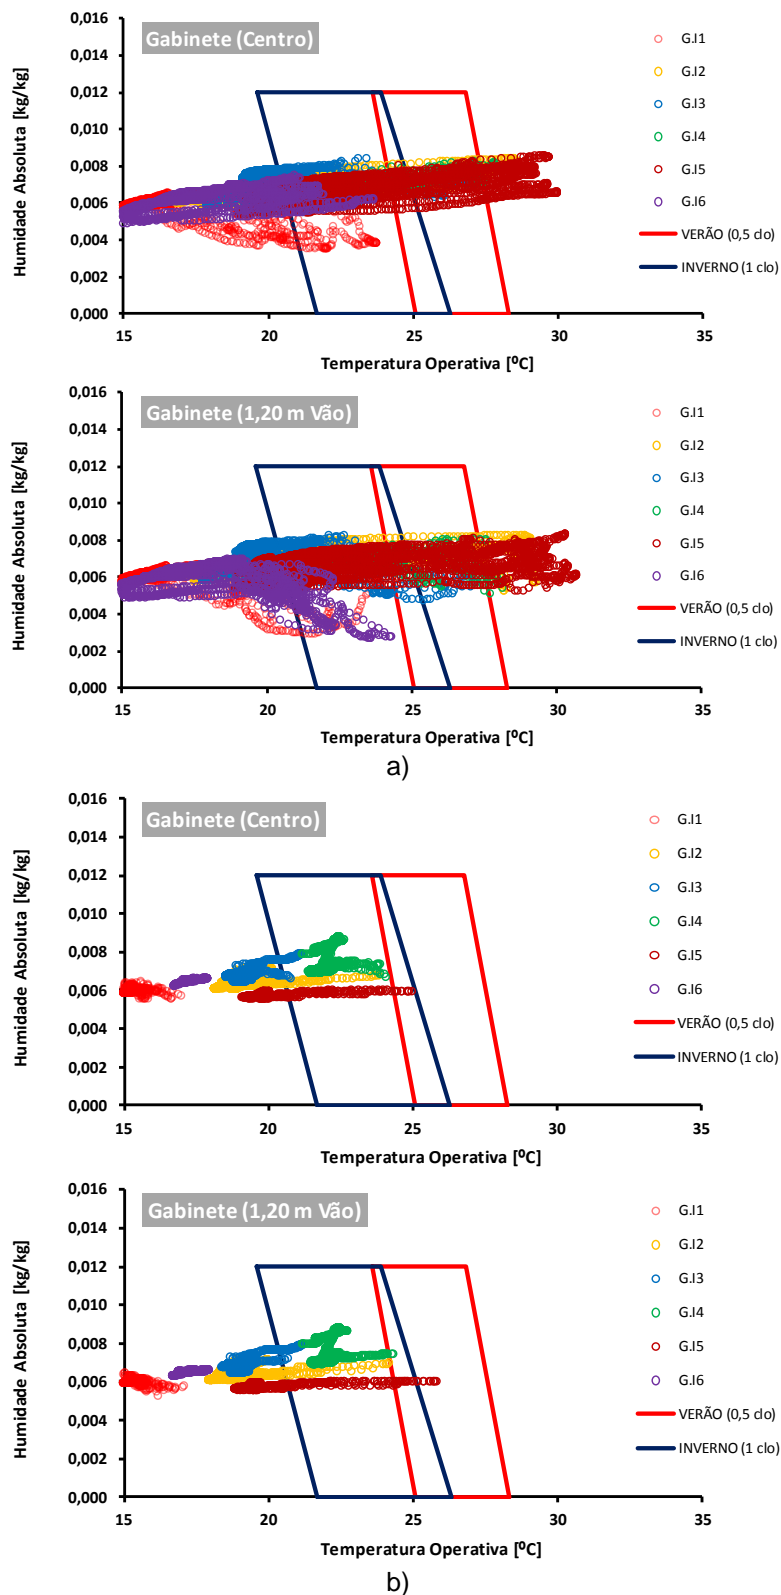 Gabinete (Centro)
Humidade Absoluta [kg/kg]
0,016
0,014
0,012
0,010
0,008
0,006
0,004
0,002
0,000
15 20 25 30 35
Temperatura Operativa [ºC]
G.I1
G.I2
G.I3
G.I4
G.I5
G.I6
VERÃO (0,5 clo)
INVERNO (1 clo)
Gabinete (1,20 m Vão)
Humidade Absoluta [kg/kg]
0,016
0,014
0,012
0,010
0,008
0,006
0,004
0,002
0,000
15 20 25 30 35
Temperatura Operativa [ºC]
G.I1
G.I2
G.I3
G.I4
G.I5
G.I6
VERÃO (0,5 clo)
INVERNO (1 clo)
a)
Gabinete (Centro)
Humidade Absoluta [kg/kg]
0,016
0,014
0,012
0,010
0,008
0,006
0,004
0,002
0,000
15 20 25 30 35
Temperatura Operativa [ºC]
G.I1
G.I2
G.I3
G.I4
G.I5
G.I6
VERÃO (0,5 clo)
INVERNO (1 clo)
Gabinete (1,20 m Vão)
Humidade Absoluta [kg/kg]
0,016
0,014
0,012
0,010
0,008
0,006
0,004
0,002
0,000
15 20 25 30 35
Temperatura Operativa [ºC]
G.I1
G.I2
G.I3
G.I4
G.I5
G.I6
VERÃO (0,5 clo)
INVERNO (1 clo)
b)